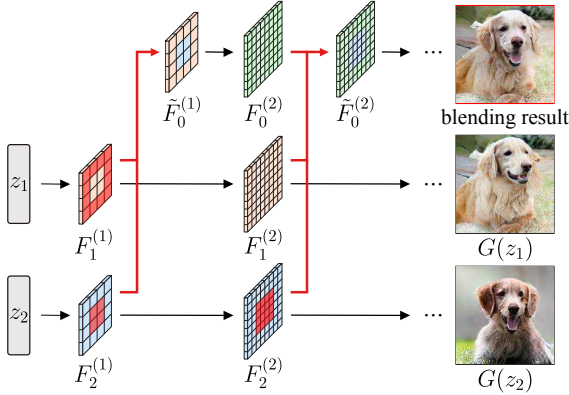 F̃₀⁽¹⁾ F₀⁽²⁾ F̃₀⁽²⁾ ...
blending result
z₁ F₁⁽¹⁾ F₁⁽²⁾ ... G(z₁)
z₂ F₂⁽¹⁾ F₂⁽²⁾ ... G(z₂)